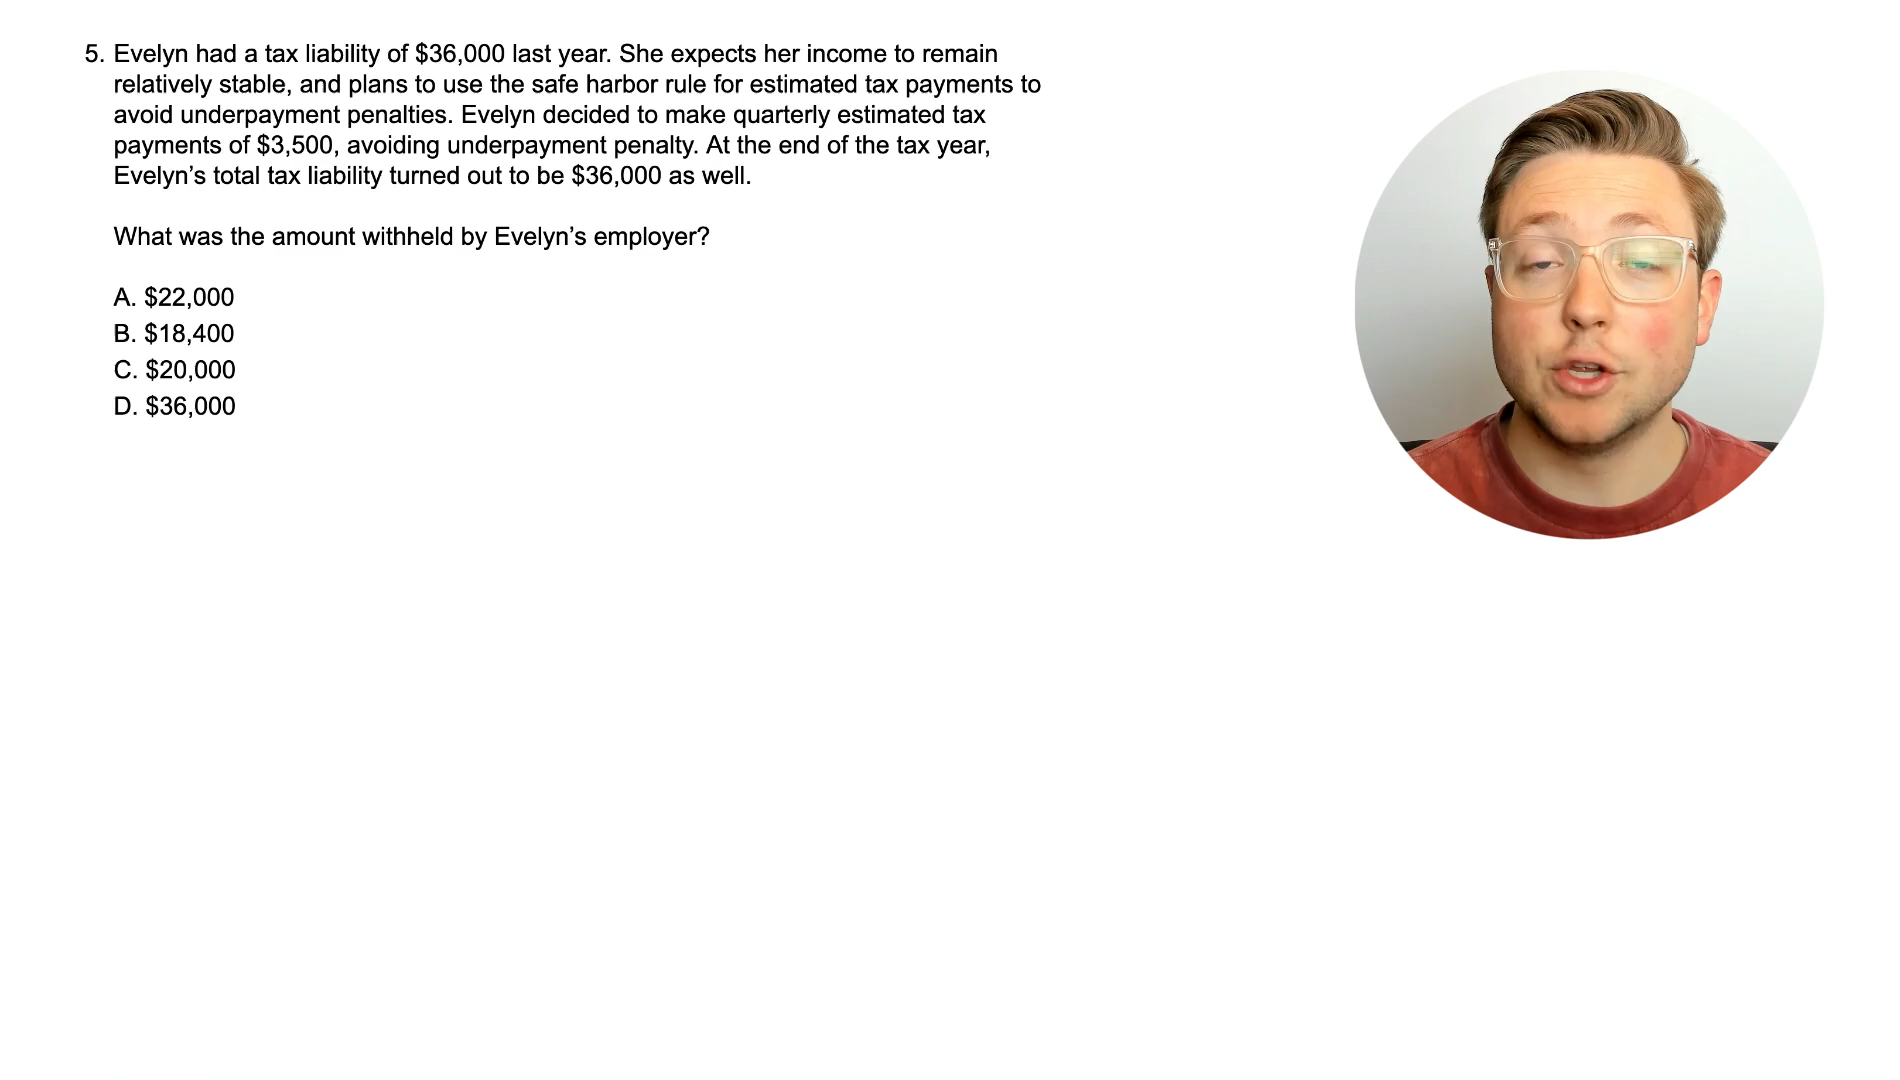 5. Evelyn had a tax liability of $36,000 last year. She expects her income to remain
relatively stable, and plans to use the safe harbor rule for estimated tax payments to
avoid underpayment penalties. Evelyn decided to make quarterly estimated tax
payments of $3,500, avoiding underpayment penalty. At the end of the tax year,
Evelyn’s total tax liability turned out to be $36,000 as well.
What was the amount withheld by Evelyn’s employer?
A. $22,000
B. $18,400
C. $20,000
D. $36,000